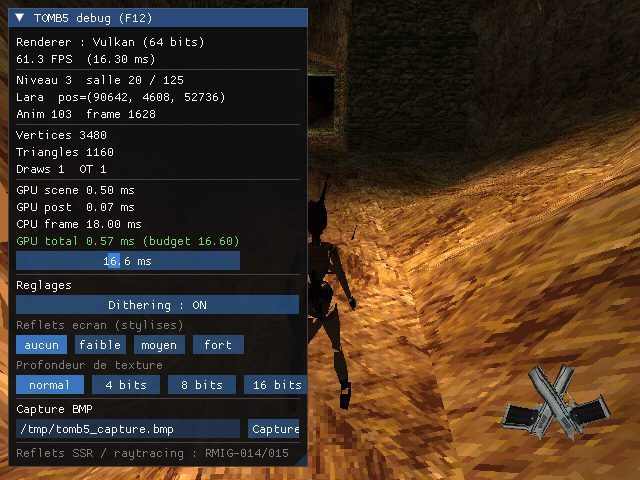 TOMB5 debug (F12)
Renderer : Vulkan (64 bits)
61.3 FPS (16.30 ms)
Niveau 3 salle 20 / 125
Lara pos=(90642, 4608, 52736)
Anim 103 frame 1628
Vertices 3480
Triangles 1160
Draws 1 OT 1
GPU scene 0.50 ms
GPU post 0.07 ms
CPU frame 18.00 ms
GPU total 0.57 ms (budget 16.60)
16.6 ms
Reglages
Dithering : ON
Reflets ecran (stylises)
aucun faible moyen fort
Profondeur de texture
normal 4 bits 8 bits 16 bits
Capture BMP
/tmp/tomb5_capture.bmp Capture
Reflets SSR / raytracing : RMIG-014/015